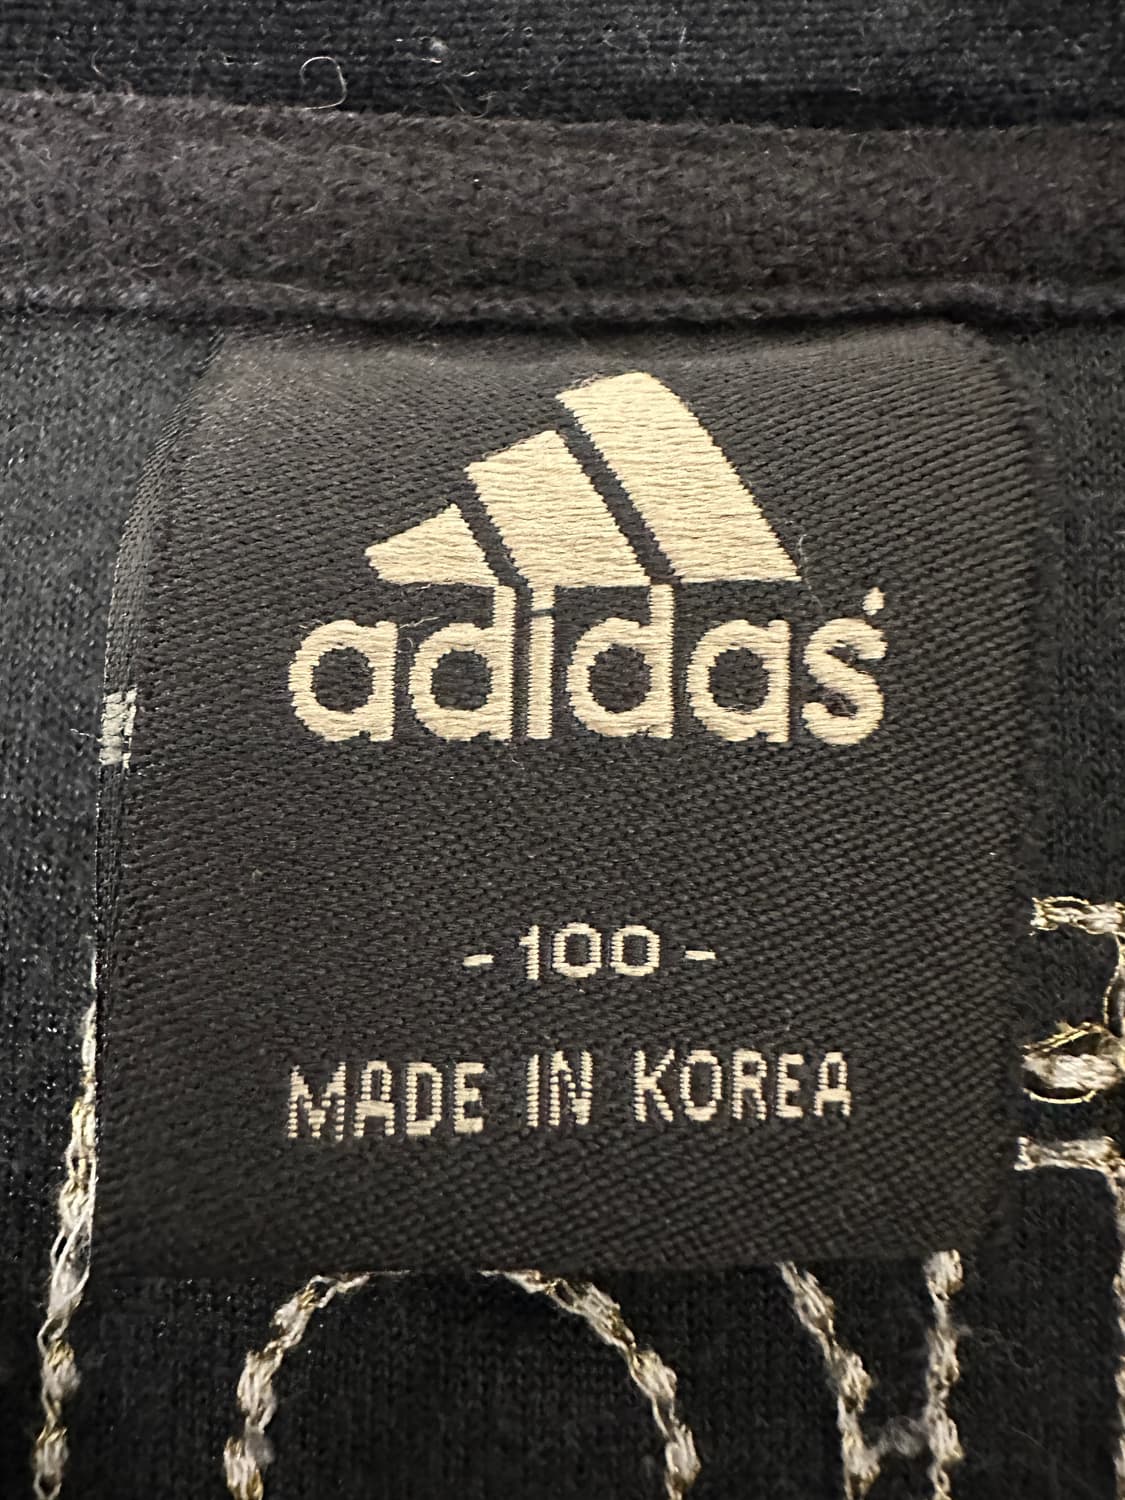 adidas
- 100 -
MADE IN KOREA